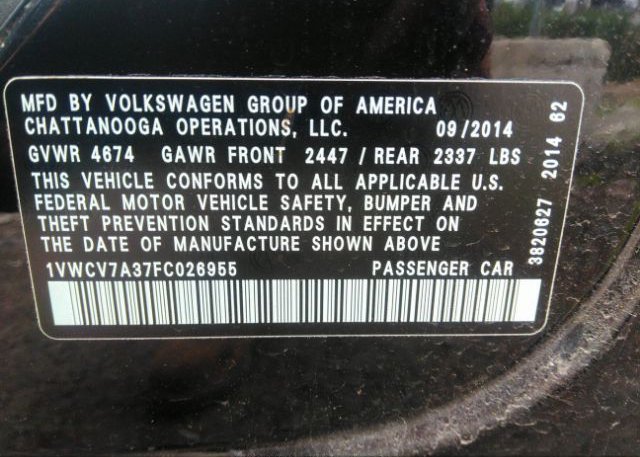 MFD BY VOLKSWAGEN GROUP OF AMERICA
CHATTANOOGA OPERATIONS, LLC. 09/2014
GVWR 4674 GAWR FRONT 2447 / REAR 2337 LBS
THIS VEHICLE CONFORMS TO ALL APPLICABLE U.S.
FEDERAL MOTOR VEHICLE SAFETY, BUMPER AND
THEFT PREVENTION STANDARDS IN EFFECT ON
THE DATE OF MANUFACTURE SHOWN ABOVE
1VWCV7A37FC026955 PASSENGER CAR
3820627 2014 62